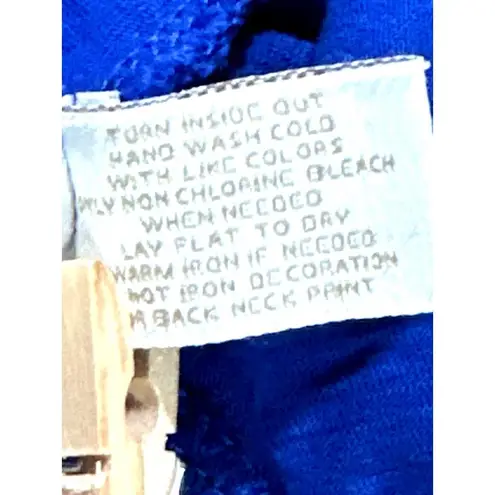 TURN INSIDE OUT
HAND WASH COLD
WITH LIKE COLORS
NLY NON CHLORINE BLEACH
WHEN NEEDED
LAY FLAT TO DRY
WARM IRON IF NEEDED
NOT IRON DECORATION
R BACK NECK PRINT